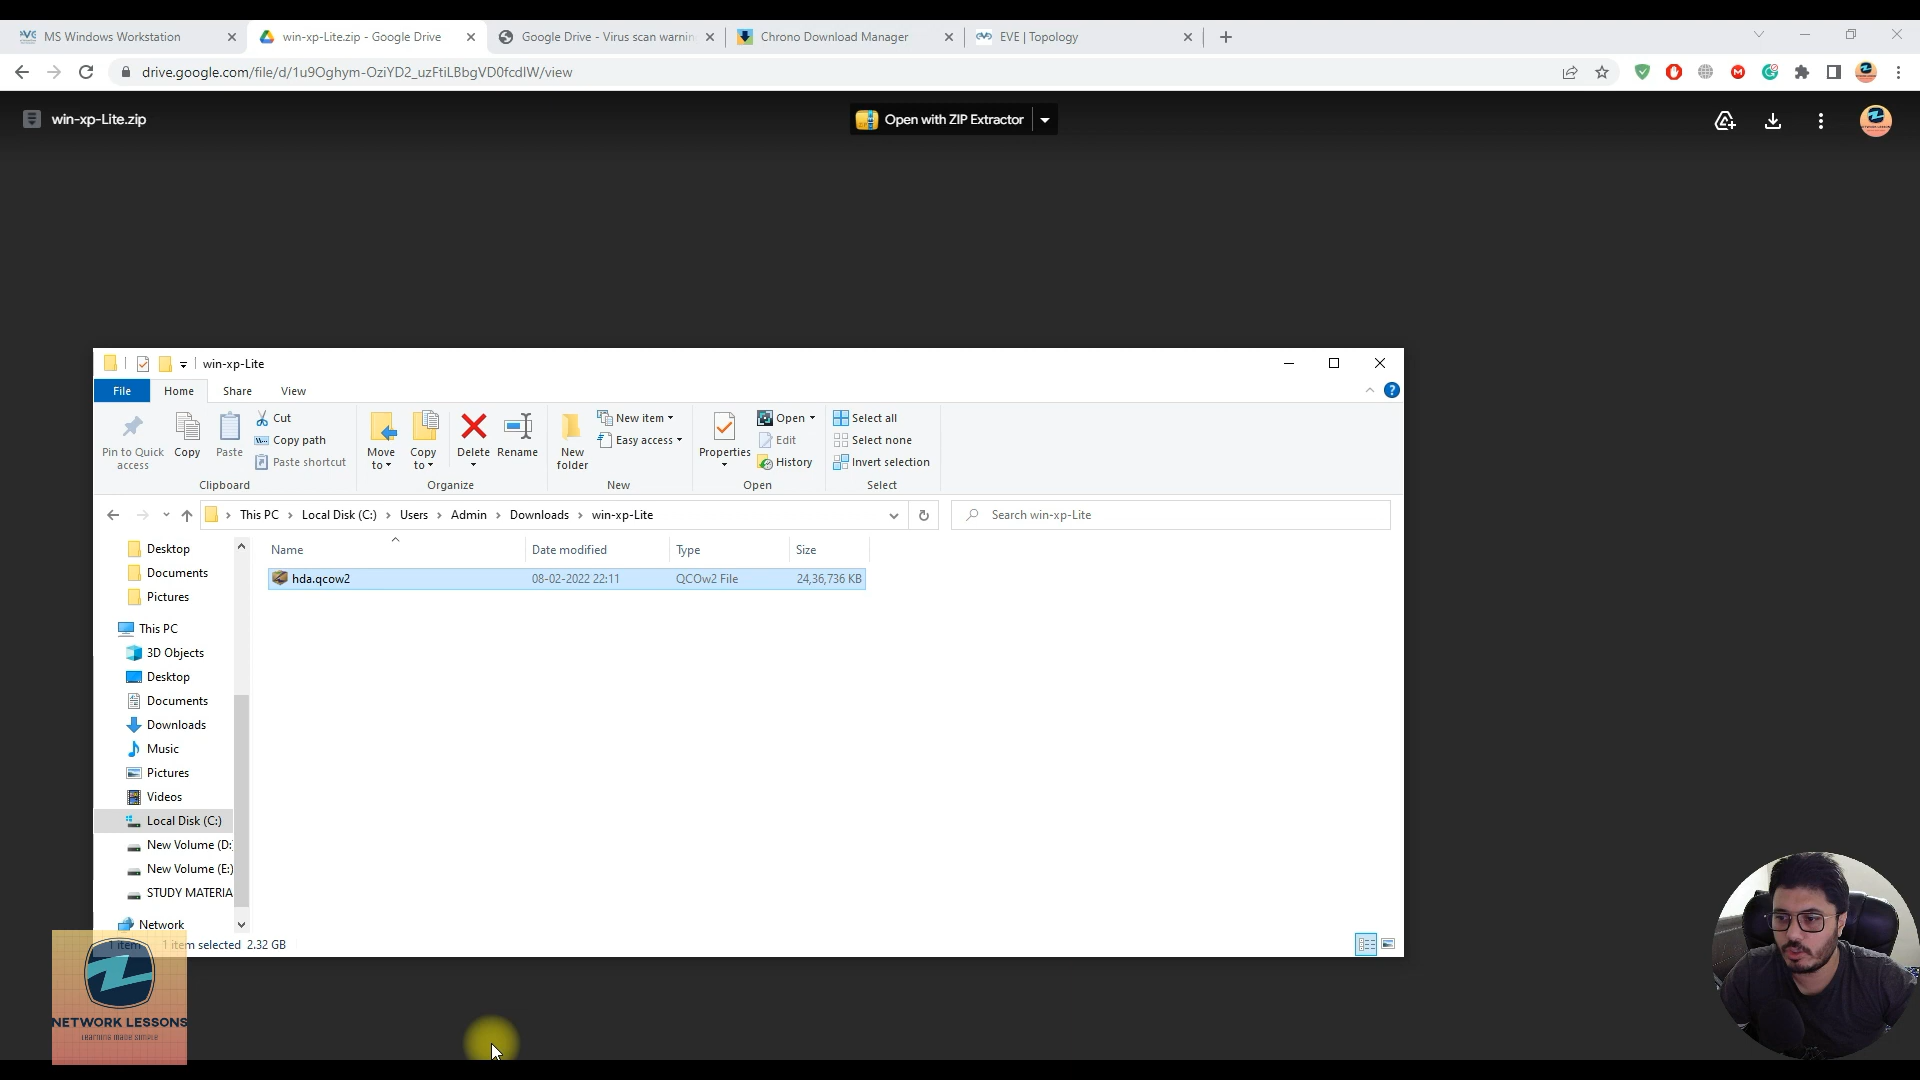 MS Windows Workstation
win-xp-Lite.zip - Google Drive
Google Drive - Virus scan warnin
Chrono Download Manager
EVE | Topology
drive.google.com/file/d/1u9Oghym-OziYD2_uzFtiLBbgVD0fcdlW/view
win-xp-Lite.zip
Open with ZIP Extractor
win-xp-Lite
File
Home
Share
View
Pin to Quick access
Copy
Paste
Cut
Copy path
Paste shortcut
Clipboard
Move to
Copy to
Delete
Rename
Organize
New folder
New item
Easy access
New
Properties
Open
Edit
History
Open
Select all
Select none
Invert selection
Select
This PC > Local Disk (C:) > Users > Admin > Downloads > win-xp-Lite
Search win-xp-Lite
Name
Date modified
Type
Size
hda.qcow2
08-02-2022 22:11
QCOw2 File
24,36,736 KB
Desktop
Documents
Pictures
This PC
3D Objects
Desktop
Documents
Downloads
Music
Pictures
Videos
Local Disk (C:)
New Volume (D:
New Volume (E:)
STUDY MATERIA
Network
1 item
1 item selected 2.32 GB
NETWORK LESSONS
LEARNING MADE SIMPLE